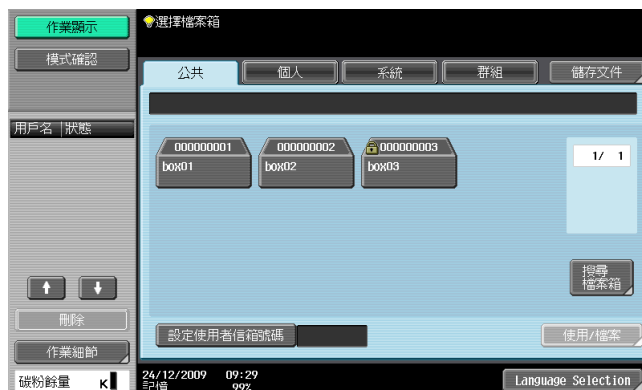 作業顯示
選擇檔案箱
模式確認
公共
個人
系統
群組
儲存文件
用戶名 狀態
000000001
box01
000000002
box02
000000003
box03
1/ 1
搜尋
檔案箱
刪除
設定使用者信箱號碼
使用/檔案
作業細節
碳粉餘量 K
24/12/2009 09:29
記憶 99%
Language Selection